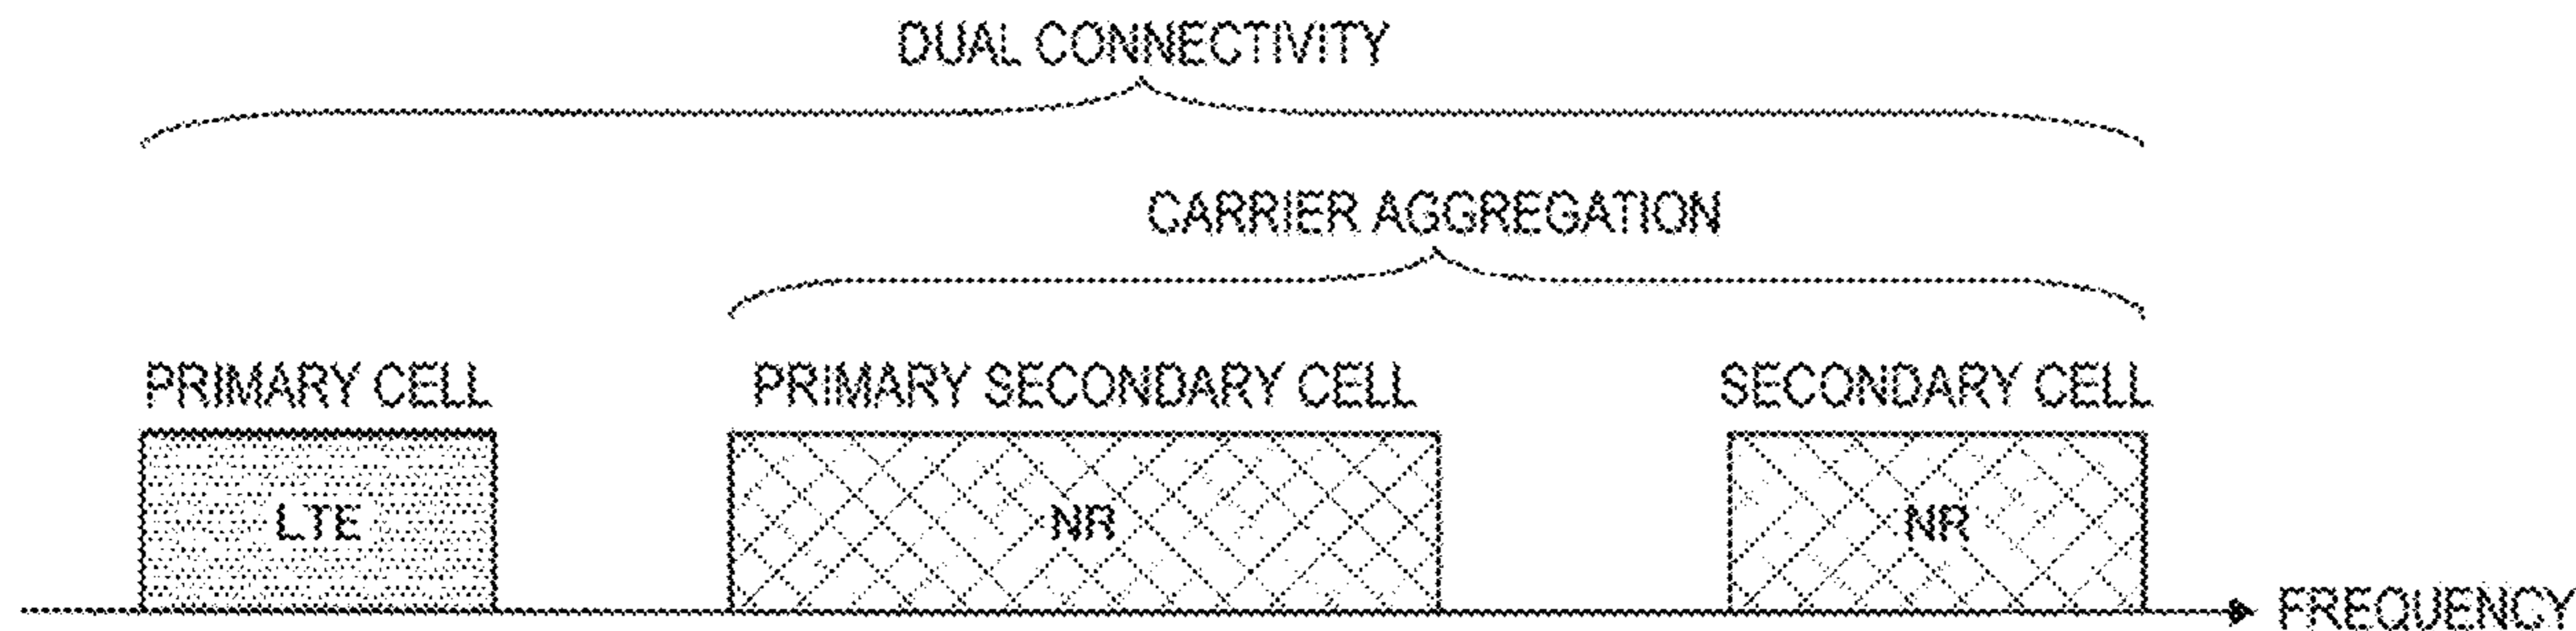 DUAL CONNECTIVITY
CARRIER AGGREGATION
PRIMARY CELL PRIMARY SECONDARY CELL SECONDARY CELL
LTE NR NR
FREQUENCY